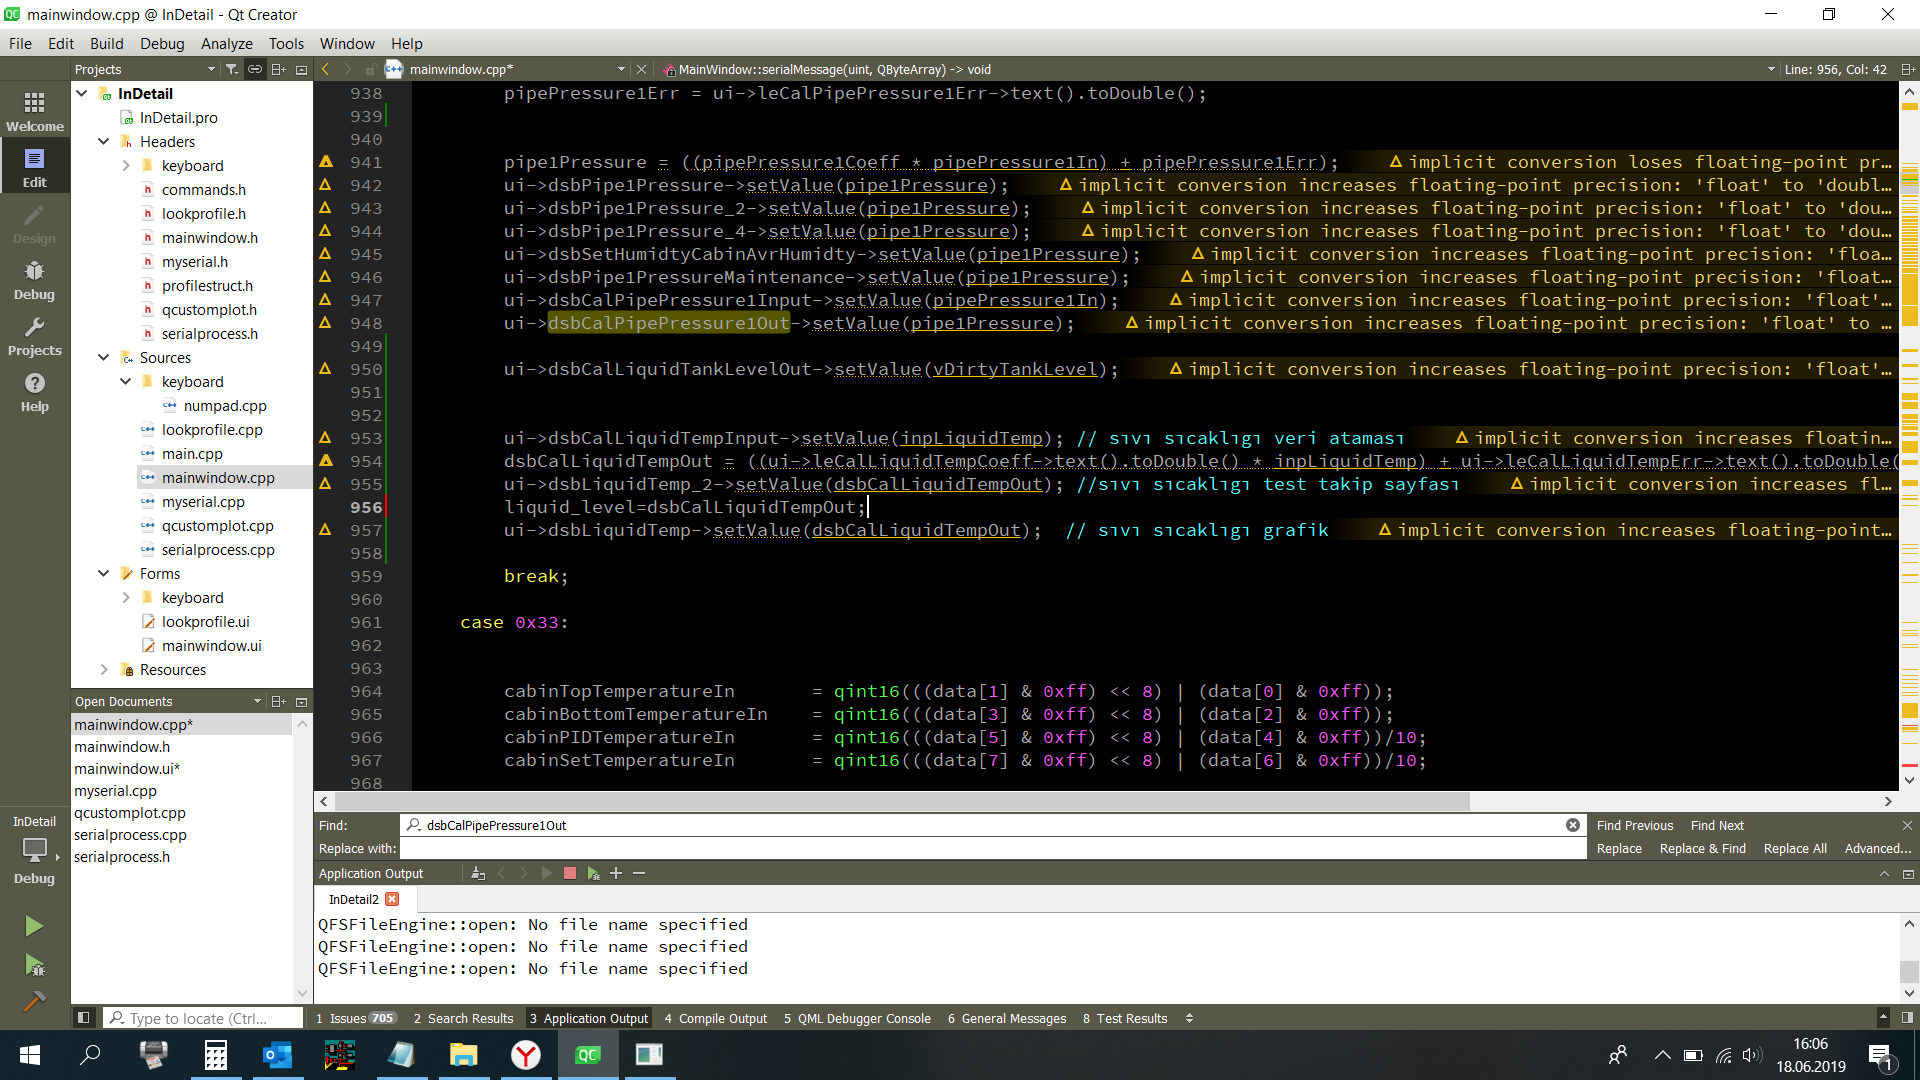 mainwindow.cpp @ InDetail - Qt Creator
File Edit Build Debug Analyze Tools Window Help
Projects
mainwindow.cpp*
MainWindow::serialMessage(uint, QByteArray) -> void
Line: 956, Col: 42
Welcome
Edit
Design
Debug
Projects
Help
InDetail
Debug
InDetail
InDetail.pro
Headers
keyboard
commands.h
lookprofile.h
mainwindow.h
myserial.h
profilestruct.h
qcustomplot.h
serialprocess.h
Sources
keyboard
numpad.cpp
lookprofile.cpp
main.cpp
mainwindow.cpp
myserial.cpp
qcustomplot.cpp
serialprocess.cpp
Forms
keyboard
lookprofile.ui
mainwindow.ui
Resources
Open Documents
mainwindow.cpp*
mainwindow.h
mainwindow.ui*
myserial.cpp
qcustomplot.cpp
serialprocess.cpp
serialprocess.h
938 pipePressure1Err = ui->leCalPipePressure1Err->text().toDouble();
939
940
941 pipe1Pressure = ((pipePressure1Coeff * pipePressure1In) + pipePressure1Err); implicit conversion loses floating-point pr…
942 ui->dsbPipe1Pressure->setValue(pipe1Pressure); implicit conversion increases floating-point precision: 'float' to 'doubl…
943 ui->dsbPipe1Pressure_2->setValue(pipe1Pressure); implicit conversion increases floating-point precision: 'float' to 'dou…
944 ui->dsbPipe1Pressure_4->setValue(pipe1Pressure); implicit conversion increases floating-point precision: 'float' to 'dou…
945 ui->dsbSetHumidtyCabinAvrHumidty->setValue(pipe1Pressure); implicit conversion increases floating-point precision: 'floa…
946 ui->dsbPipe1PressureMaintenance->setValue(pipe1Pressure); implicit conversion increases floating-point precision: 'float…
947 ui->dsbCalPipePressure1Input->setValue(pipePressure1In); implicit conversion increases floating-point precision: 'float'…
948 ui->dsbCalPipePressure1Out->setValue(pipe1Pressure); implicit conversion increases floating-point precision: 'float' to …
949
950 ui->dsbCalLiquidTankLevelOut->setValue(vDirtyTankLevel); implicit conversion increases floating-point precision: 'float'…
951
952
953 ui->dsbCalLiquidTempInput->setValue(inpLiquidTemp); // sıvı sıcaklıgı veri ataması implicit conversion increases floatin…
954 dsbCalLiquidTempOut = ((ui->leCalLiquidTempCoeff->text().toDouble() * inpLiquidTemp) + ui->leCalLiquidTempErr->text().toDouble(
955 ui->dsbLiquidTemp_2->setValue(dsbCalLiquidTempOut); //sıvı sıcaklıgı test takip sayfası implicit conversion increases fl…
956 liquid_level=dsbCalLiquidTempOut;
957 ui->dsbLiquidTemp->setValue(dsbCalLiquidTempOut); // sıvı sıcaklıgı grafik implicit conversion increases floating-point…
958
959 break;
960
961 case 0x33:
962
963
964 cabinTopTemperatureIn = qint16(((data[1] & 0xff) << 8) | (data[0] & 0xff));
965 cabinBottomTemperatureIn = qint16(((data[3] & 0xff) << 8) | (data[2] & 0xff));
966 cabinPIDTemperatureIn = qint16(((data[5] & 0xff) << 8) | (data[4] & 0xff))/10;
967 cabinSetTemperatureIn = qint16(((data[7] & 0xff) << 8) | (data[6] & 0xff))/10;
968
Find: dsbCalPipePressure1Out Find Previous Find Next
Replace with: Replace Replace & Find Replace All Advanced...
Application Output
InDetail2
QFSFileEngine::open: No file name specified
QFSFileEngine::open: No file name specified
QFSFileEngine::open: No file name specified
Type to locate (Ctrl... 1 Issues 705 2 Search Results 3 Application Output 4 Compile Output 5 QML Debugger Console 6 General Messages 8 Test Results
16:06
18.06.2019
1